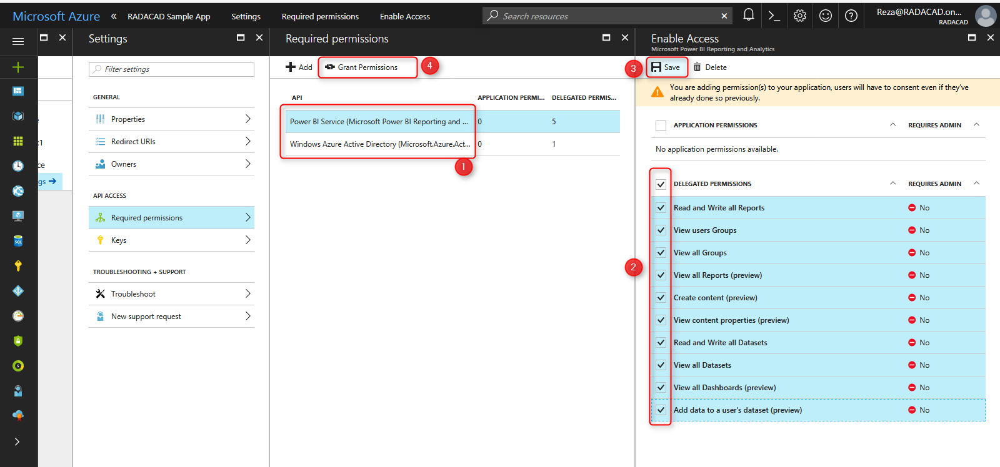 Microsoft Azure « RADACAD Sample App Settings Required permissions Enable Access Search resources Reza@RADACAD.on...
RADACAD
:1
ce
gs
Settings
Filter settings
GENERAL
Properties
Redirect URIs
Owners
API ACCESS
Required permissions
Keys
TROUBLESHOOTING + SUPPORT
Troubleshoot
New support request
Required permissions
Add Grant Permissions 4
API APPLICATION PERMI... DELEGATED PERMIS...
Power BI Service (Microsoft Power BI Reporting and ... 0 5
Windows Azure Active Directory (Microsoft.Azure.Act... 0 1
1
Enable Access
Microsoft Power BI Reporting and Analytics
3 Save Delete
You are adding permission(s) to your application, users will have to consent even if they've
already done so previously.
APPLICATION PERMISSIONS REQUIRES ADMIN
No application permissions available.
DELEGATED PERMISSIONS REQUIRES ADMIN
Read and Write all Reports No
View users Groups No
View all Groups No
2
View all Reports (preview) No
Create content (preview) No
View content properties (preview) No
Read and Write all Datasets No
View all Datasets No
View all Dashboards (preview) No
Add data to a user's dataset (preview) No
SQL